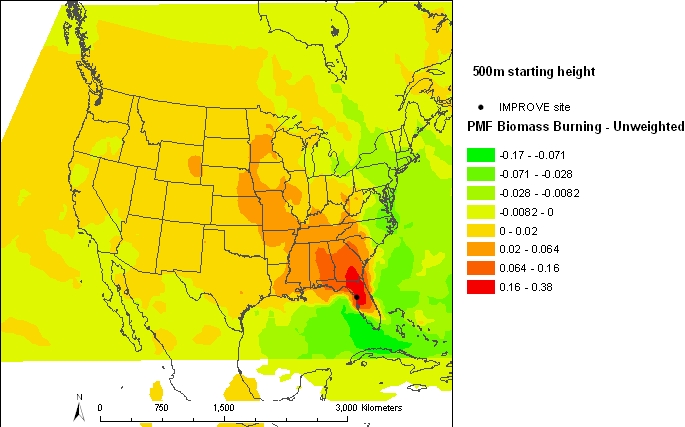 500m starting height
IMPROVE site
PMF Biomass Burning - Unweighted
-0.17 - -0.071
-0.071 - -0.028
-0.028 - -0.0082
-0.0082 - 0
0 - 0.02
0.02 - 0.064
0.064 - 0.16
0.16 - 0.38
N
0 750 1,500 3,000 Kilometers